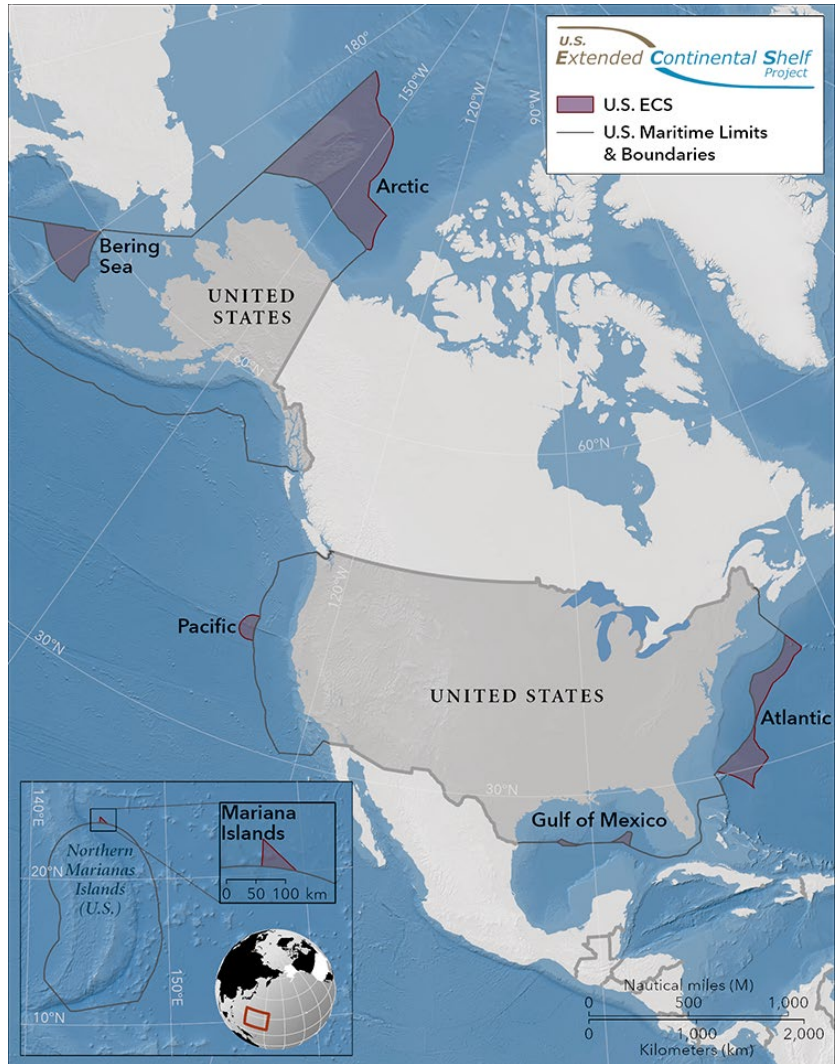 U.S.
Extended Continental Shelf
Project
U.S. ECS
U.S. Maritime Limits
& Boundaries
180°
150°W
120°W
90°W
Arctic
Bering
Sea
UNITED
STATES
60°N
60°N
120°W
Pacific
30°N
UNITED STATES
Atlantic
30°N
Gulf of Mexico
140°E
Mariana
Islands
0 50 100 km
Northern
Marianas
Islands
(U.S.)
20°N
150°E
10°N
Nautical miles (M)
0 500 1,000
0 1,000 2,000
Kilometers (km)